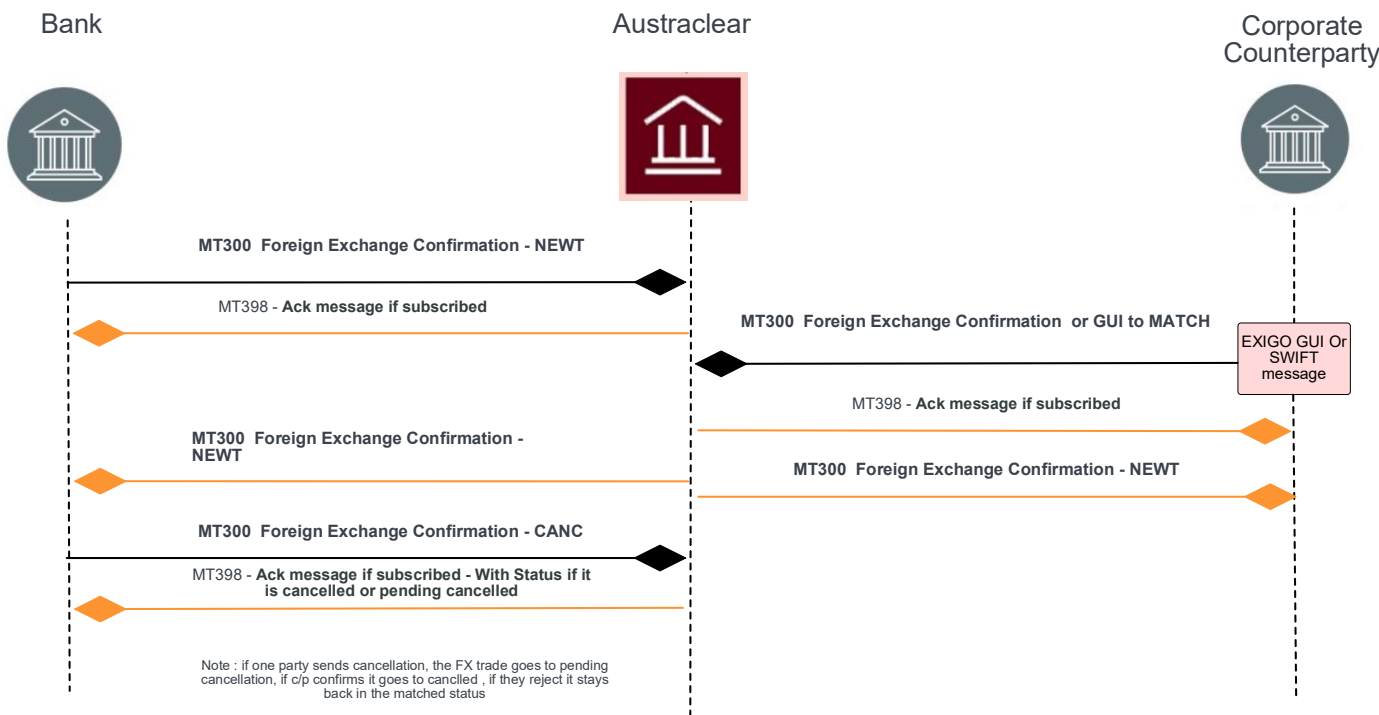 Bank
Austraclear
Corporate
Counterparty
MT300  Foreign Exchange Confirmation - NEWT
MT398 - Ack message if subscribed
MT300  Foreign Exchange Confirmation  or GUI to MATCH
EXIGO GUI Or
SWIFT
message
MT398 - Ack message if subscribed
MT300  Foreign Exchange Confirmation -
NEWT
MT300  Foreign Exchange Confirmation - NEWT
MT300  Foreign Exchange Confirmation - CANC
MT398 - Ack message if subscribed - With Status if it
is cancelled or pending cancelled
Note : if one party sends cancellation, the FX trade goes to pending
cancellation, if c/p confirms it goes to canclled , if they reject it stays
back in the matched status